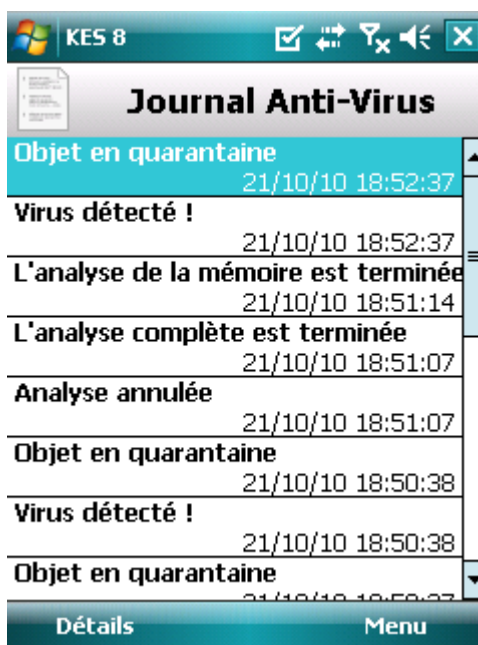 KES 8
Journal Anti-Virus
Objet en quarantaine
21/10/10 18:52:37
Virus détecté !
21/10/10 18:52:37
L'analyse de la mémoire est terminée
21/10/10 18:51:14
L'analyse complète est terminée
21/10/10 18:51:07
Analyse annulée
21/10/10 18:51:07
Objet en quarantaine
21/10/10 18:50:38
Virus détecté !
21/10/10 18:50:38
Objet en quarantaine
Détails
Menu